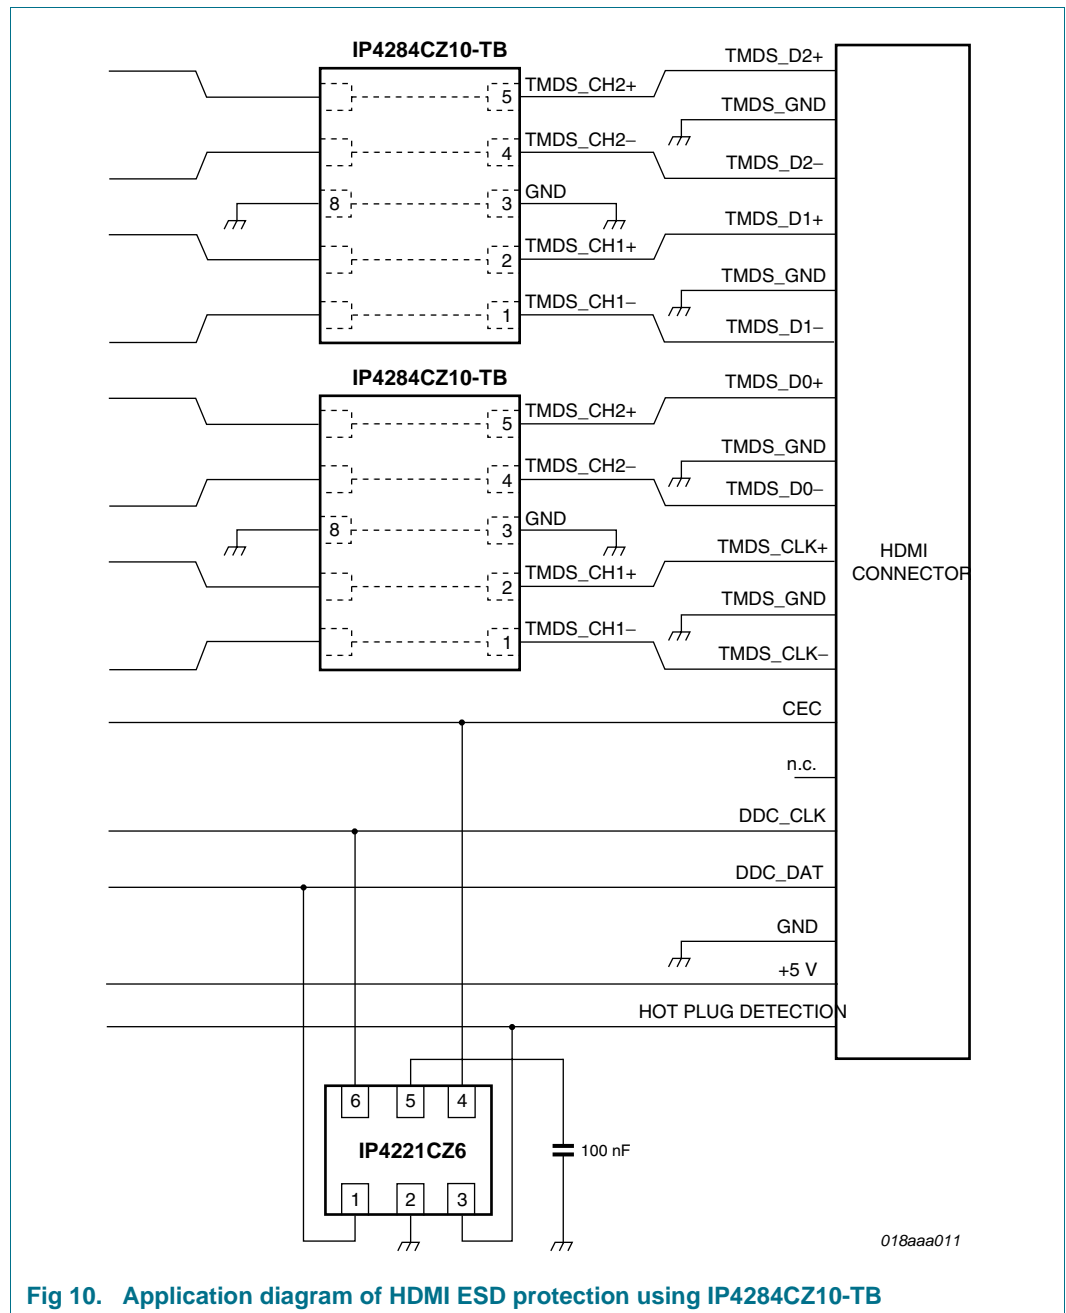 IP4284CZ10-TB
TMDS_D2+
5 TMDS_CH2+
TMDS_GND
4 TMDS_CH2−
TMDS_D2−
8 3 GND
TMDS_D1+
2 TMDS_CH1+
TMDS_GND
1 TMDS_CH1−
TMDS_D1−
IP4284CZ10-TB
TMDS_D0+
5 TMDS_CH2+
TMDS_GND
4 TMDS_CH2−
TMDS_D0−
8 3 GND
TMDS_CLK+
HDMI
CONNECTOR
2 TMDS_CH1+
TMDS_GND
1 TMDS_CH1−
TMDS_CLK−
CEC
n.c.
DDC_CLK
DDC_DAT
GND
+5 V
HOT PLUG DETECTION
6 5 4
IP4221CZ6
100 nF
1 2 3
018aaa011
Fig 10. Application diagram of HDMI ESD protection using IP4284CZ10-TB